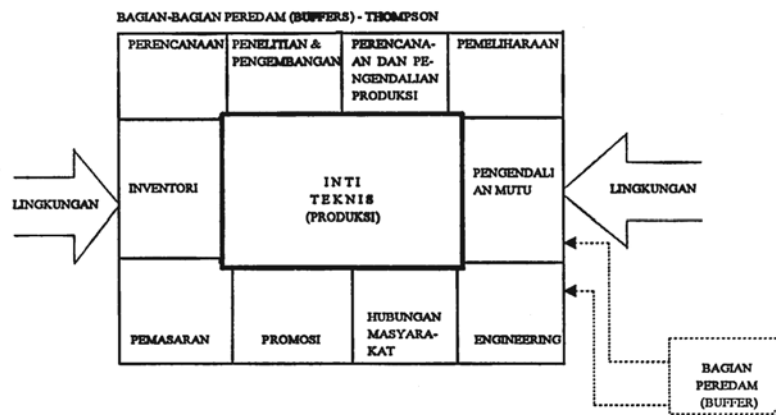 BAGIAN-BAGIAN PEREDAM (BUFFERS) - THOMPSON
PERENCANAAN
PENELITIAN &
PENGEMBANGAN
PERENCANA-
AN DAN PE-
NGENDALIAN
PRODUKSI
PEMELIHARAAN
LINGKUNGAN
INVENTORI
INTI
TEKNIS
(PRODUKSI)
PENGENDALI
AN MUTU
LINGKUNGAN
PEMASARAN
PROMOSI
HUBUNGAN
MASYARA-
KAT
ENGINEERING
BAGIAN
PEREDAM
(BUFFER)